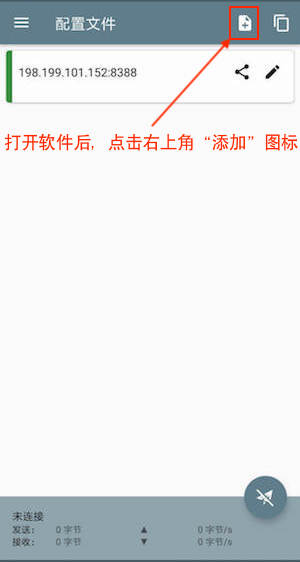 配置文件
198.199.101.152:8388
打开软件后, 点击右上角“添加”图标
未连接
发送: 0 字节 ▲ 0 字节/s
接收: 0 字节 ▼ 0 字节/s